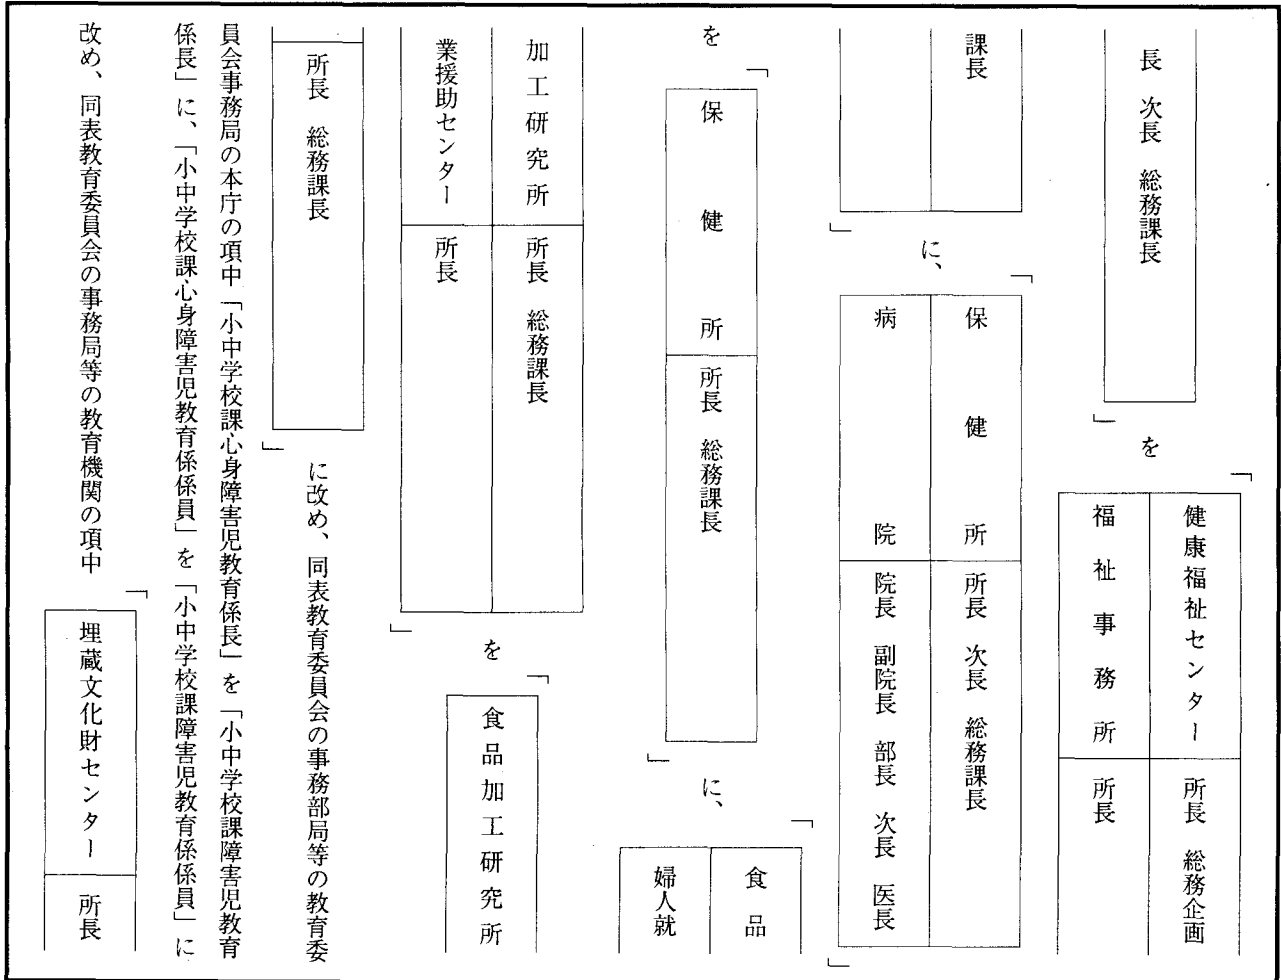 長　次長　総務課長」を「健康福祉センター　所長　総務企画
福祉事務所　所長
課長」に、「保健所　所長　次長　総務課長
病院　院長　副院長　部長　次長　医長」
を「保健所　所長　総務課長」に、「食品
婦人就
加工研究所　所長　総務課長
業援助センター　所長」を「食品加工研究所
所長　総務課長」に改め、同表教育委員会の事務部局等の教育委
員会事務局の本庁の項中「小中学校課心身障害児教育係長」を「小中学校課障害児教育
係長」に、「小中学校課心身障害児教育係係員」を「小中学校課障害児教育係係員」に
改め、同表教育委員会の事務局等の教育機関の項中「埋蔵文化財センター　所長